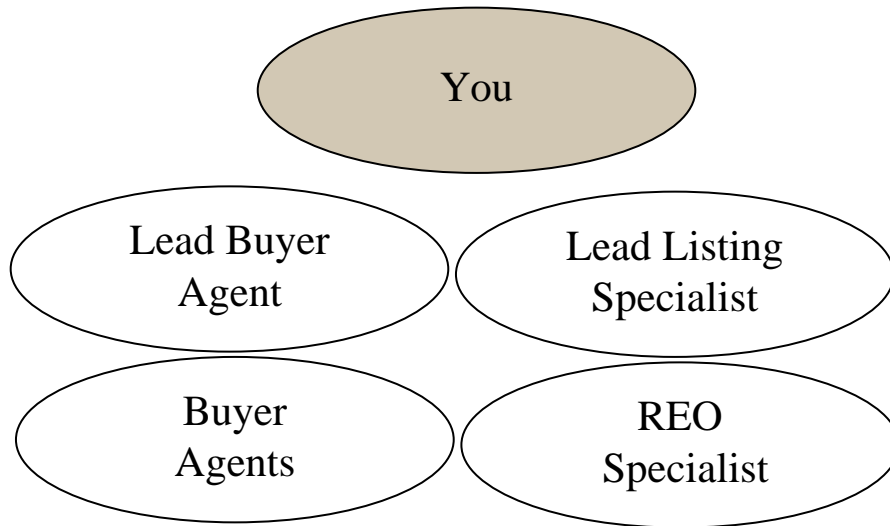 You
Lead Buyer
Agent
Lead Listing
Specialist
Buyer
Agents
REO
Specialist